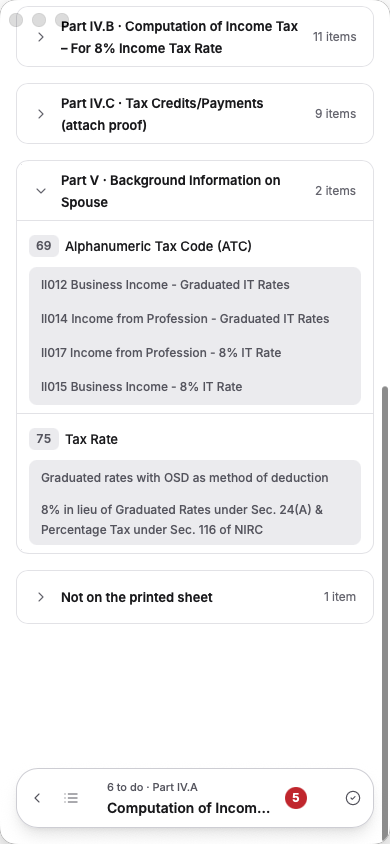 Part IV.B · Computation of Income Tax
– For 8% Income Tax Rate
11 items
Part IV.C · Tax Credits/Payments
(attach proof)
9 items
Part V · Background Information on
Spouse
2 items
69 Alphanumeric Tax Code (ATC)
II012 Business Income - Graduated IT Rates
II014 Income from Profession - Graduated IT Rates
II017 Income from Profession - 8% IT Rate
II015 Business Income - 8% IT Rate
75 Tax Rate
Graduated rates with OSD as method of deduction
8% in lieu of Graduated Rates under Sec. 24(A) &
Percentage Tax under Sec. 116 of NIRC
Not on the printed sheet
1 item
6 to do · Part IV.A
Computation of Incom...
5